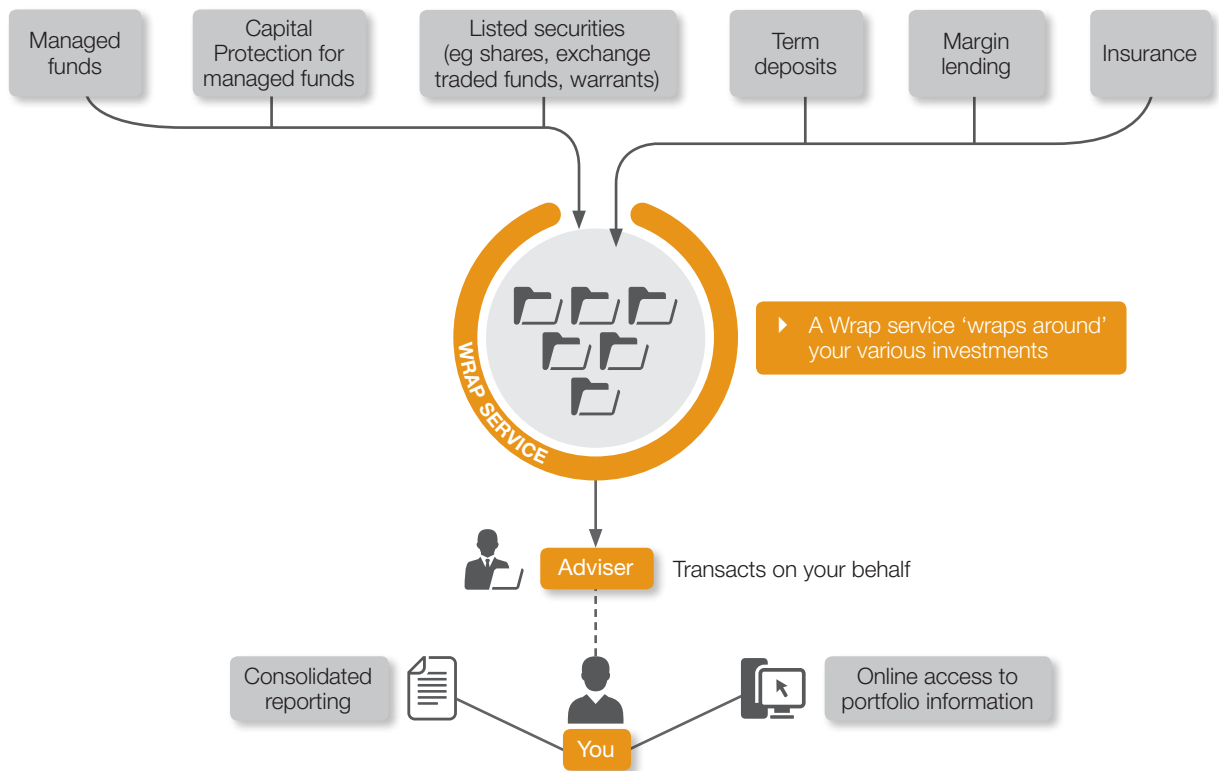 Managed
funds
Capital
Protection for
managed funds
Listed securities
(eg shares, exchange
traded funds, warrants)
Term
deposits
Margin
lending
Insurance
WRAP SERVICE
A Wrap service ‘wraps around’
your various investments
Adviser
Transacts on your behalf
Consolidated
reporting
Online access to
portfolio information
You